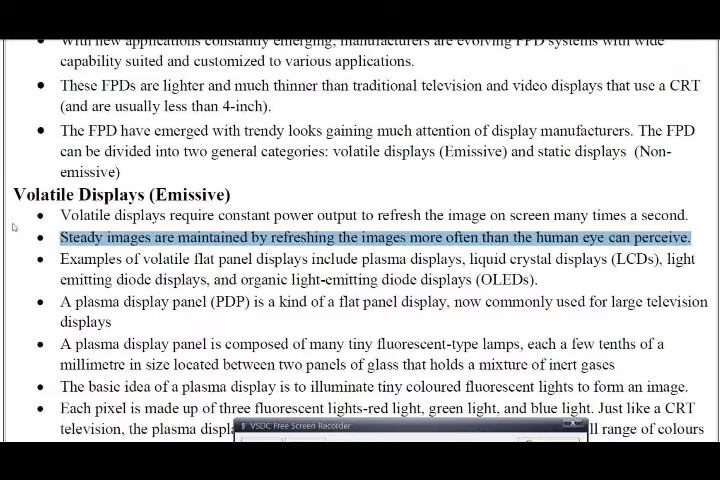 With new applications constantly emerging, manufacturers are evolving FPD systems with wide
capability suited and customized to various applications.
These FPDs are lighter and much thinner than traditional television and video displays that use a CRT
(and are usually less than 4-inch).
The FPD have emerged with trendy looks gaining much attention of display manufacturers. The FPD
can be divided into two general categories: volatile displays (Emissive) and static displays (Non-
emissive)
Volatile Displays (Emissive)
Volatile displays require constant power output to refresh the image on screen many times a second.
Steady images are maintained by refreshing the images more often than the human eye can perceive.
Examples of volatile flat panel displays include plasma displays, liquid crystal displays (LCDs), light
emitting diode displays, and organic light-emitting diode displays (OLEDs).
A plasma display panel (PDP) is a kind of a flat panel display, now commonly used for large television
displays
A plasma display panel is composed of many tiny fluorescent-type lamps, each a few tenths of a
millimetre in size located between two panels of glass that holds a mixture of inert gases
The basic idea of a plasma display is to illuminate tiny coloured fluorescent lights to form an image.
Each pixel is made up of three fluorescent lights-red light, green light, and blue light. Just like a CRT
television, the plasma displ ll range of colours
VSDC Free Screen Recorder